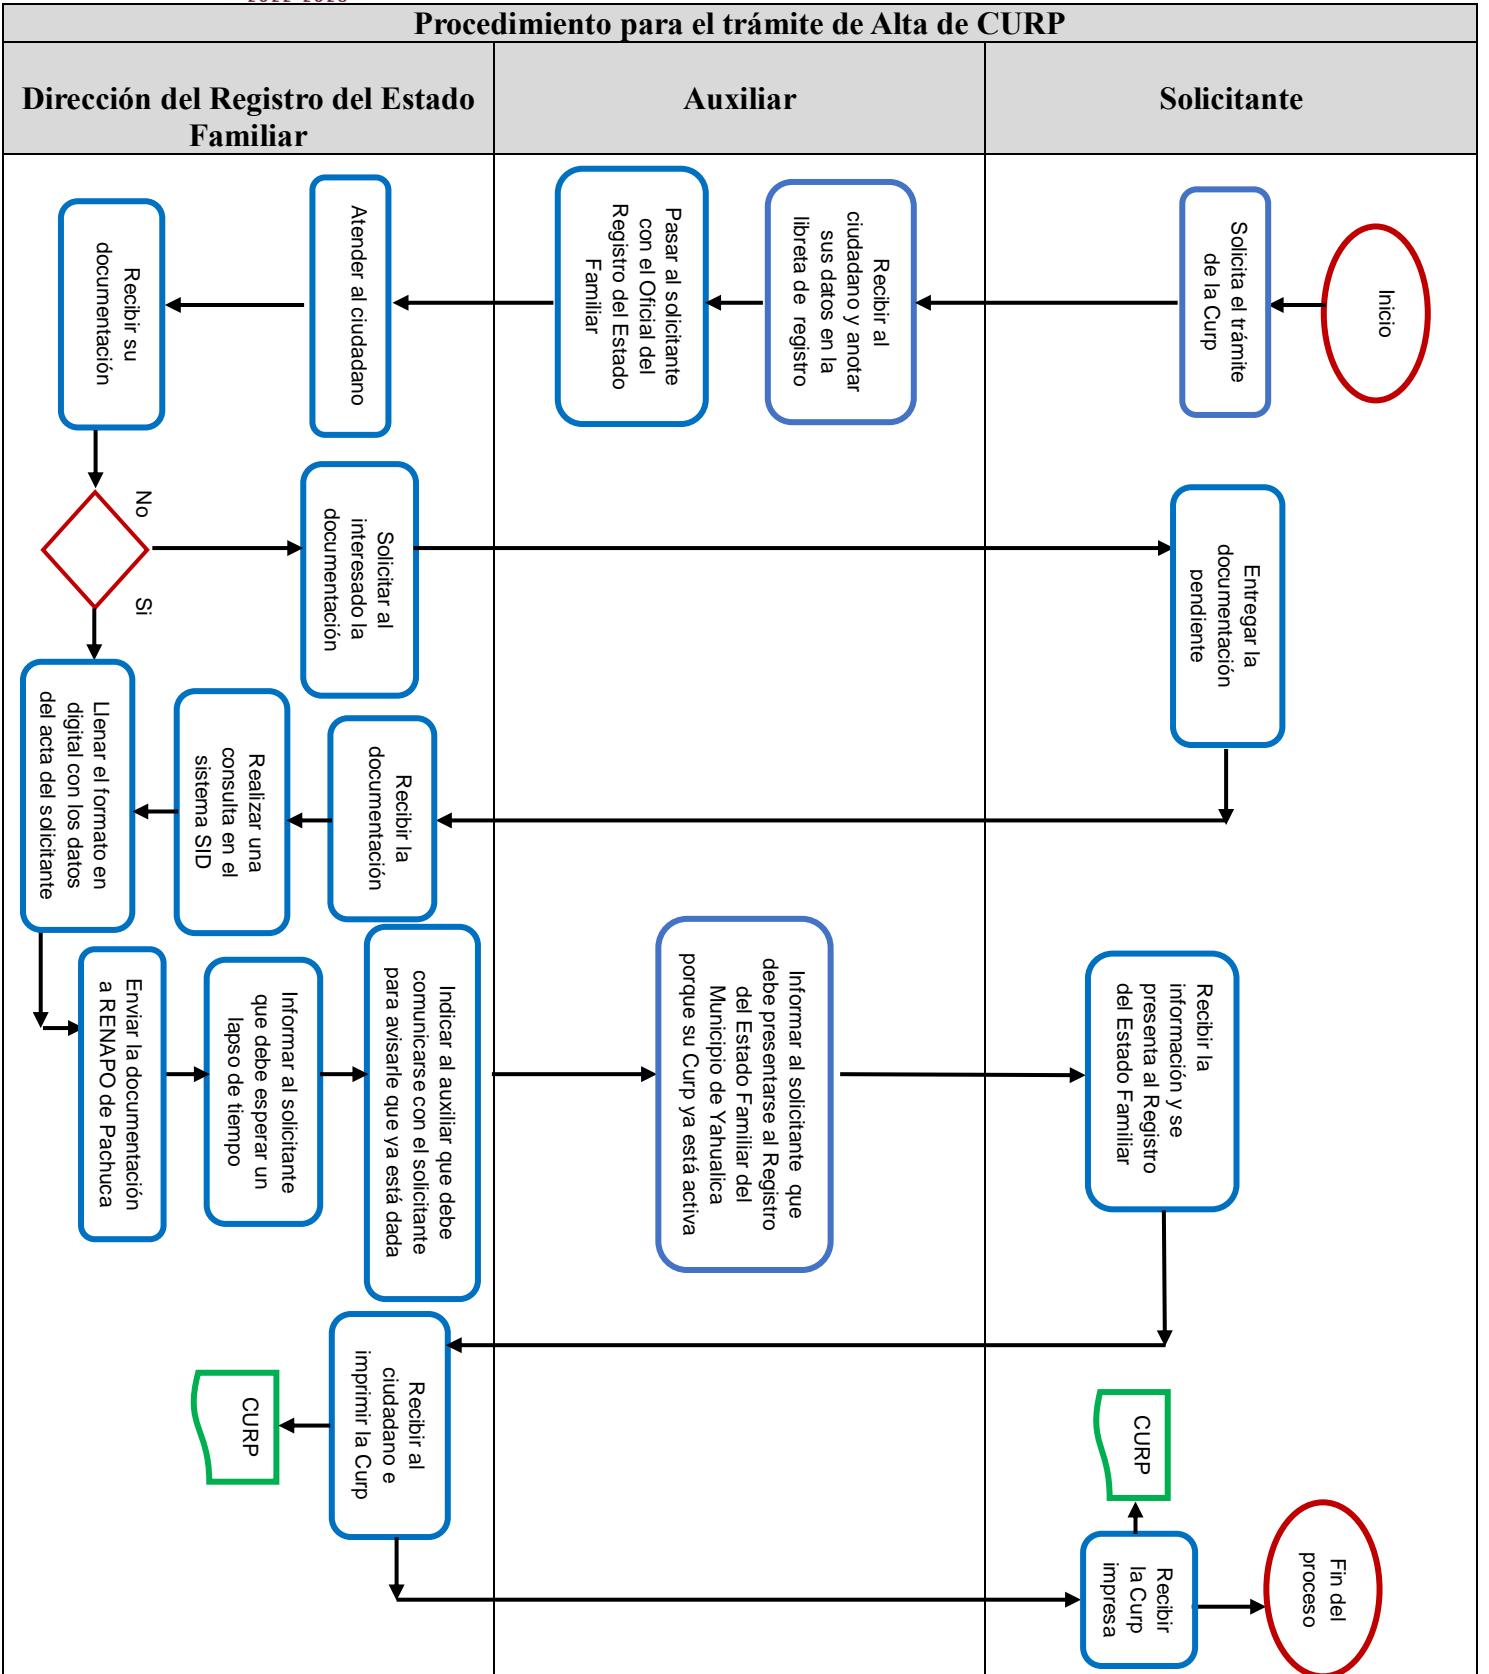 2022-2028
Procedimiento para el trámite de Alta de CURP
Dirección del Registro del Estado
Familiar
Auxiliar
Solicitante
Inicio
Solicita el trámite
de la Curp
Recibir al
ciudadano y anotar
sus datos en la
libreta de registro
Pasar al solicitante
con el Oficial del
Registro del Estado
Familiar
Atender al ciudadano
Recibir su
documentación
No
Si
Solicitar al
interesado la
documentación
Entregar la
documentación
pendiente
Recibir la
documentación
Realizar una
consulta en el
sistema SID
Llenar el formato en
digital con los datos
del acta del solicitante
Enviar la documentación
a RENAPO de Pachuca
Informar al solicitante
que debe esperar un
lapso de tiempo
Indicar al auxiliar que debe
comunicarse con el solicitante
para avisarle que ya está dada
Informar al solicitante que
debe presentarse al Registro
del Estado Familiar del
Municipio de Yahualica
porque su Curp ya está activa
Recibir la
información y se
presenta al Registro
del Estado Familiar
Recibir al
ciudadano e
imprimir la Curp
CURP
Recibir
la Curp
impresa
CURP
Fin del
proceso